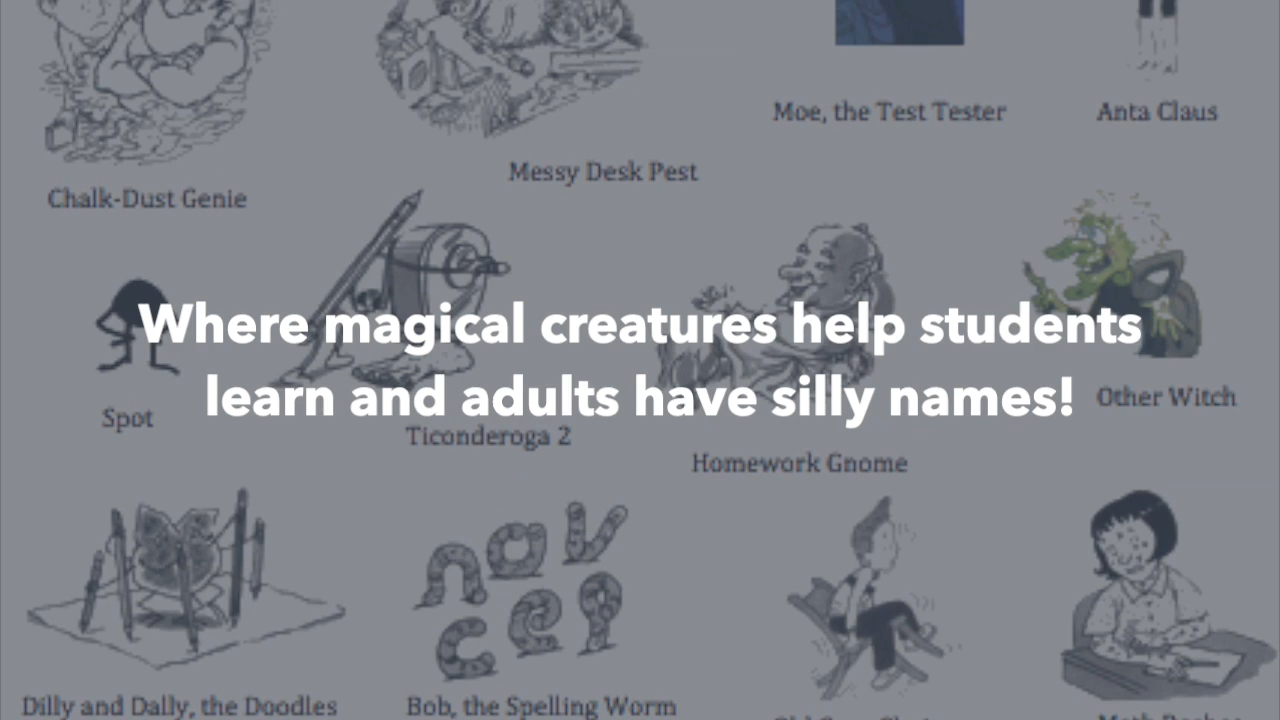 Moe, the Test Tester
Anta Claus
Messy Desk Pest
Chalk-Dust Genie
Where magical creatures help students
learn and adults have silly names!
Other Witch
Spot
Ticonderoga 2
Homework Gnome
nov
cep
Dilly and Dally, the Doodles
Bob, the Spelling Worm